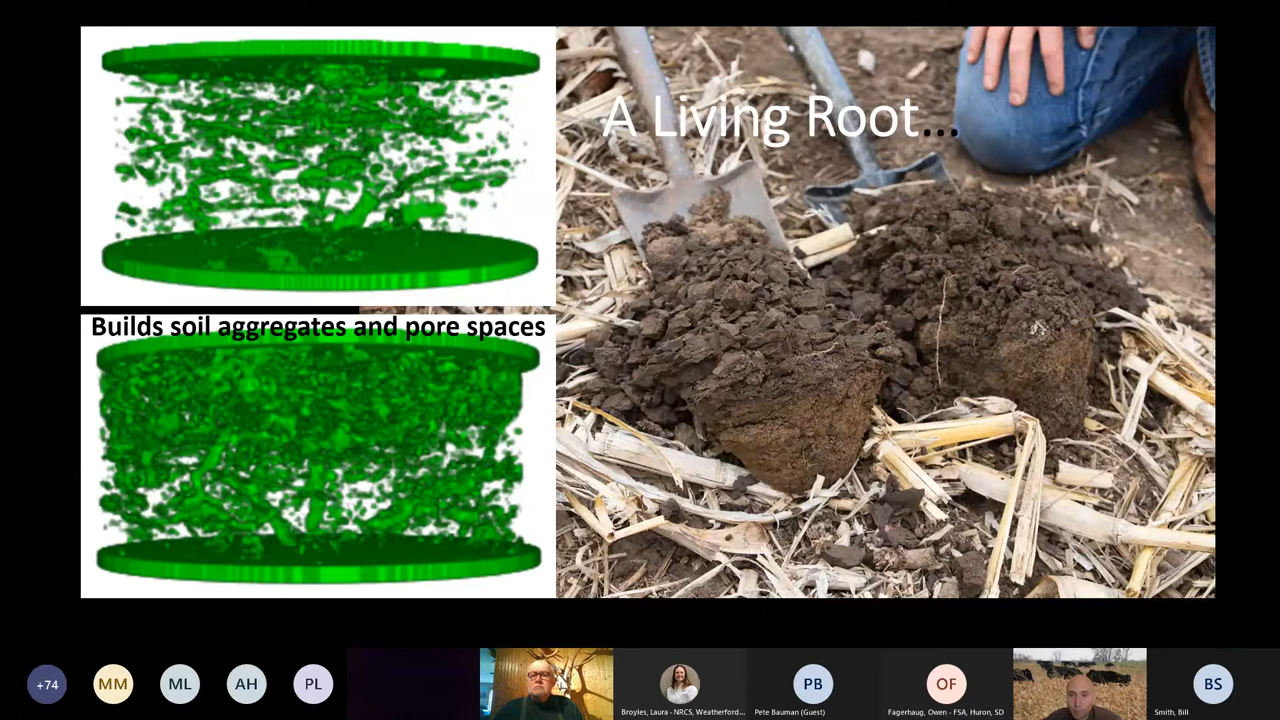 A Living Root...
Builds soil aggregates and pore spaces
+74
MM
ML
AH
PL
Broyles, Laura - NRCS, Weatherford...
PB
Pete Bauman (Guest)
OF
Fagerhaug, Owen - FSA, Huron, SD
BS
Smith, Bill